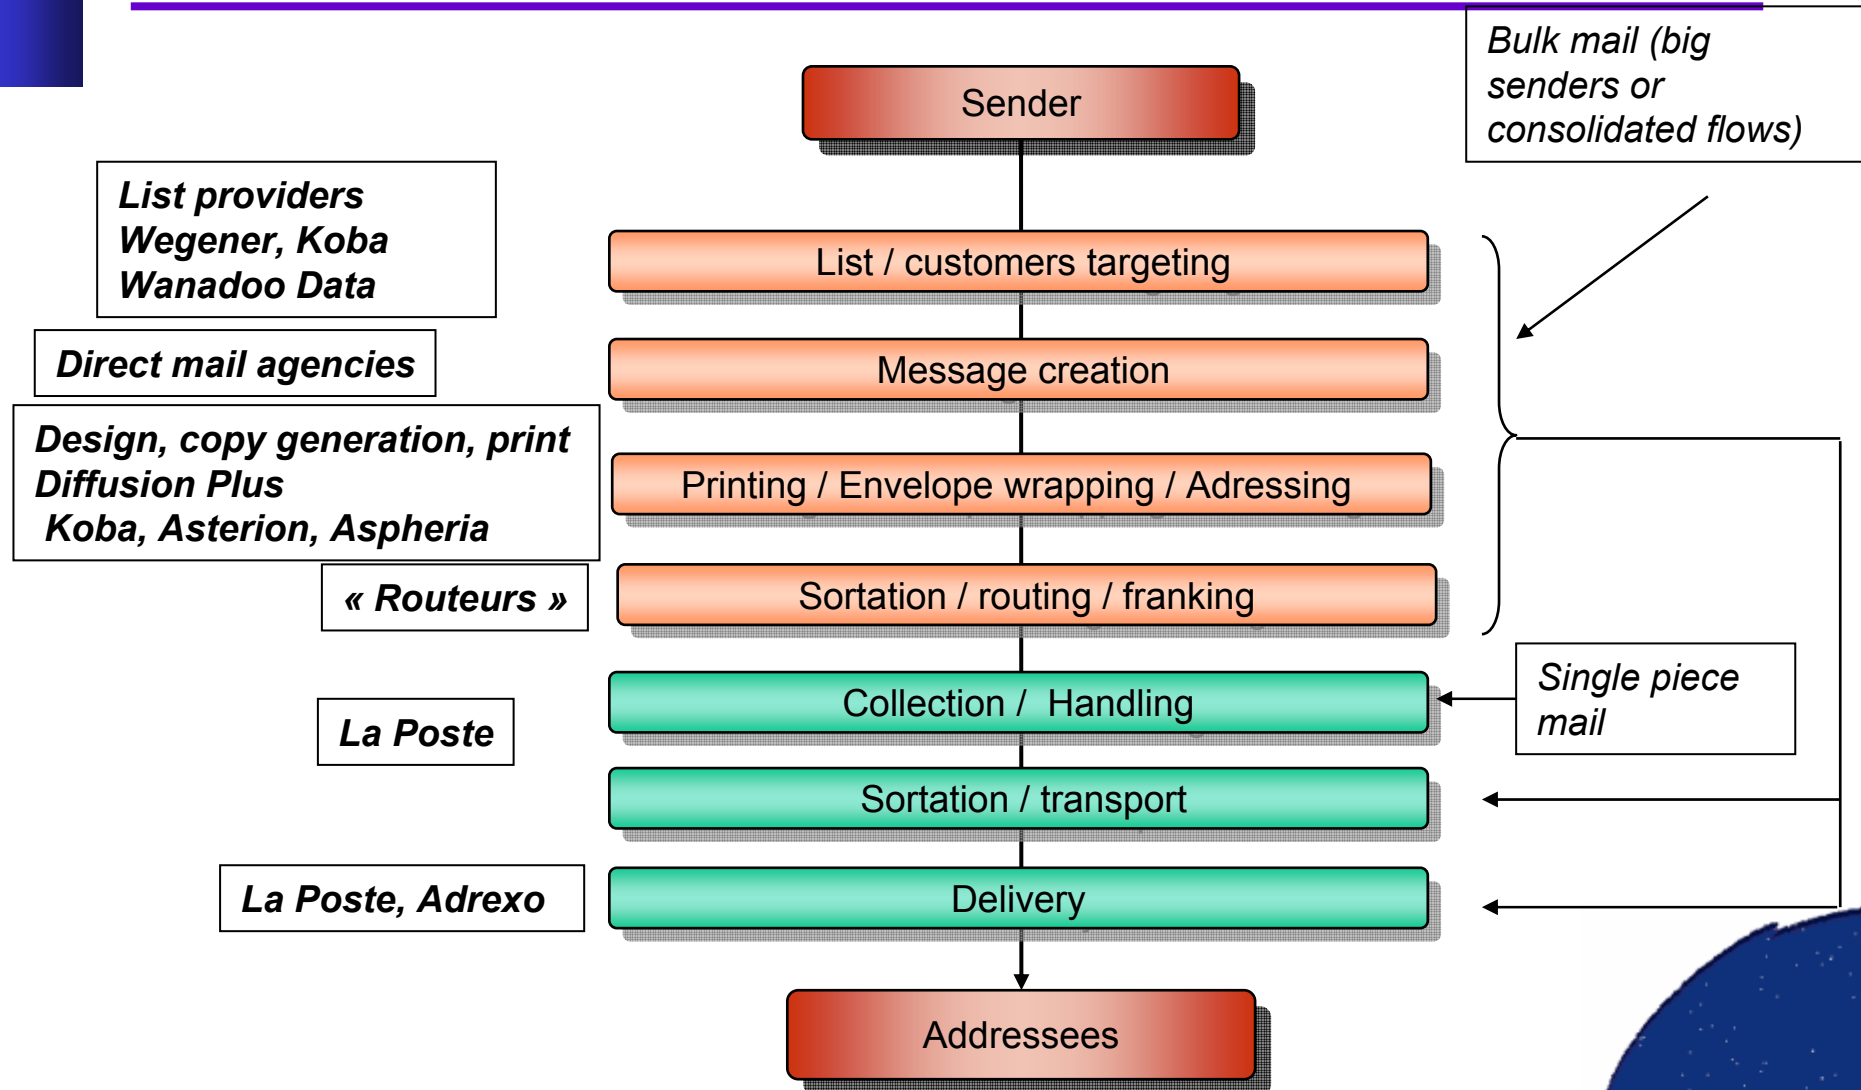 Bulk mail (big
senders or
consolidated flows)
Sender
List providers
Wegener, Koba
Wanadoo Data
List / customers targeting
Direct mail agencies
Message creation
Design, copy generation, print
Diffusion Plus
Koba, Asterion, Aspheria
Printing / Envelope wrapping / Adressing
« Routeurs »
Sortation / routing / franking
Single piece
mail
Collection / Handling
La Poste
Sortation / transport
La Poste, Adrexo
Delivery
Addressees